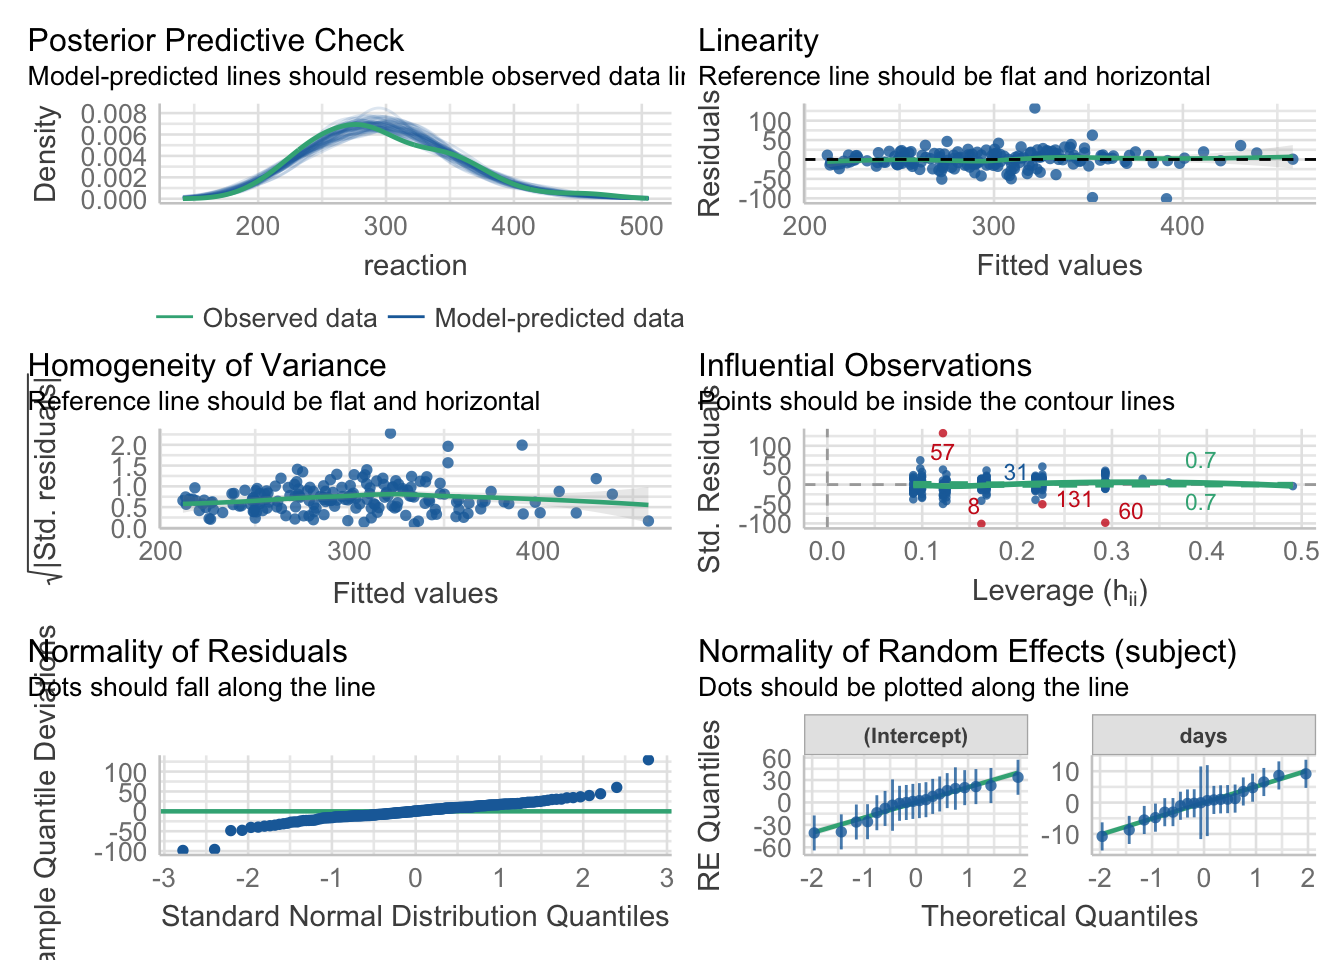 Posterior Predictive Check
Model-predicted lines should resemble observed data lin
Density
0.008
0.006
0.004
0.002
0.000
200 300 400 500
reaction
Observed data Model-predicted data
Linearity
Reference line should be flat and horizontal
Residuals
100
50
0
-50
-100
200 300 400
Fitted values
Homogeneity of Variance
Reference line should be flat and horizontal
√|Std. residuals|
2.0
1.5
1.0
0.5
0.0
200 300 400
Fitted values
Influential Observations
Points should be inside the contour lines
Std. Residuals
100
50
0
-50
-100
57
31
0.7
8
131
60
0.7
0.0 0.1 0.2 0.3 0.4 0.5
Leverage (hii)
Normality of Residuals
Dots should fall along the line
ample Quantile Deviations
100
50
0
-50
-100
-3 -2 -1 0 1 2 3
Standard Normal Distribution Quantiles
Normality of Random Effects (subject)
Dots should be plotted along the line
RE Quantiles
(Intercept) days
60
30
0
-30
-60
10
0
-10
-2 -1 0 1 2 -2 -1 0 1 2
Theoretical Quantiles